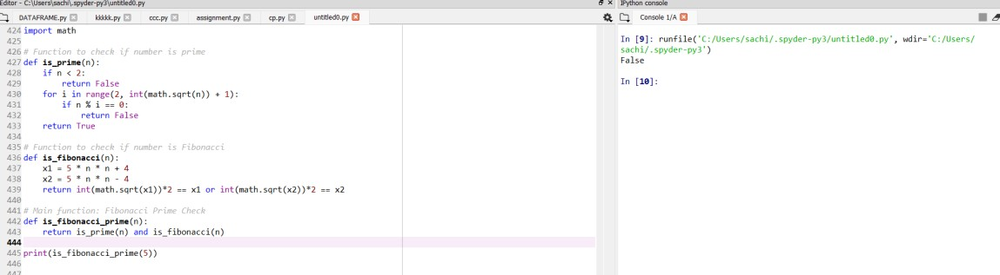 Editor - C:\Users\sachi\.spyder-py3\untitled0.py
DATAFRAME.py kkkkk.py ccc.py assignment.py cp.py untitled0.py
424 import math
425
426 # Function to check if number is prime
427 def is_prime(n):
428     if n < 2:
429         return False
430     for i in range(2, int(math.sqrt(n)) + 1):
431         if n % i == 0:
432             return False
433     return True
434
435 # Function to check if number is Fibonacci
436 def is_fibonacci(n):
437     x1 = 5 * n * n + 4
438     x2 = 5 * n * n - 4
439     return int(math.sqrt(x1))*2 == x1 or int(math.sqrt(x2))*2 == x2
440
441 # Main function: Fibonacci Prime Check
442 def is_fibonacci_prime(n):
443     return is_prime(n) and is_fibonacci(n)
444
445 print(is_fibonacci_prime(5))
446
447
IPython console
Console 1/A
In [9]: runfile('C:/Users/sachi/.spyder-py3/untitled0.py', wdir='C:/Users/
sachi/.spyder-py3')
False
In [10]: